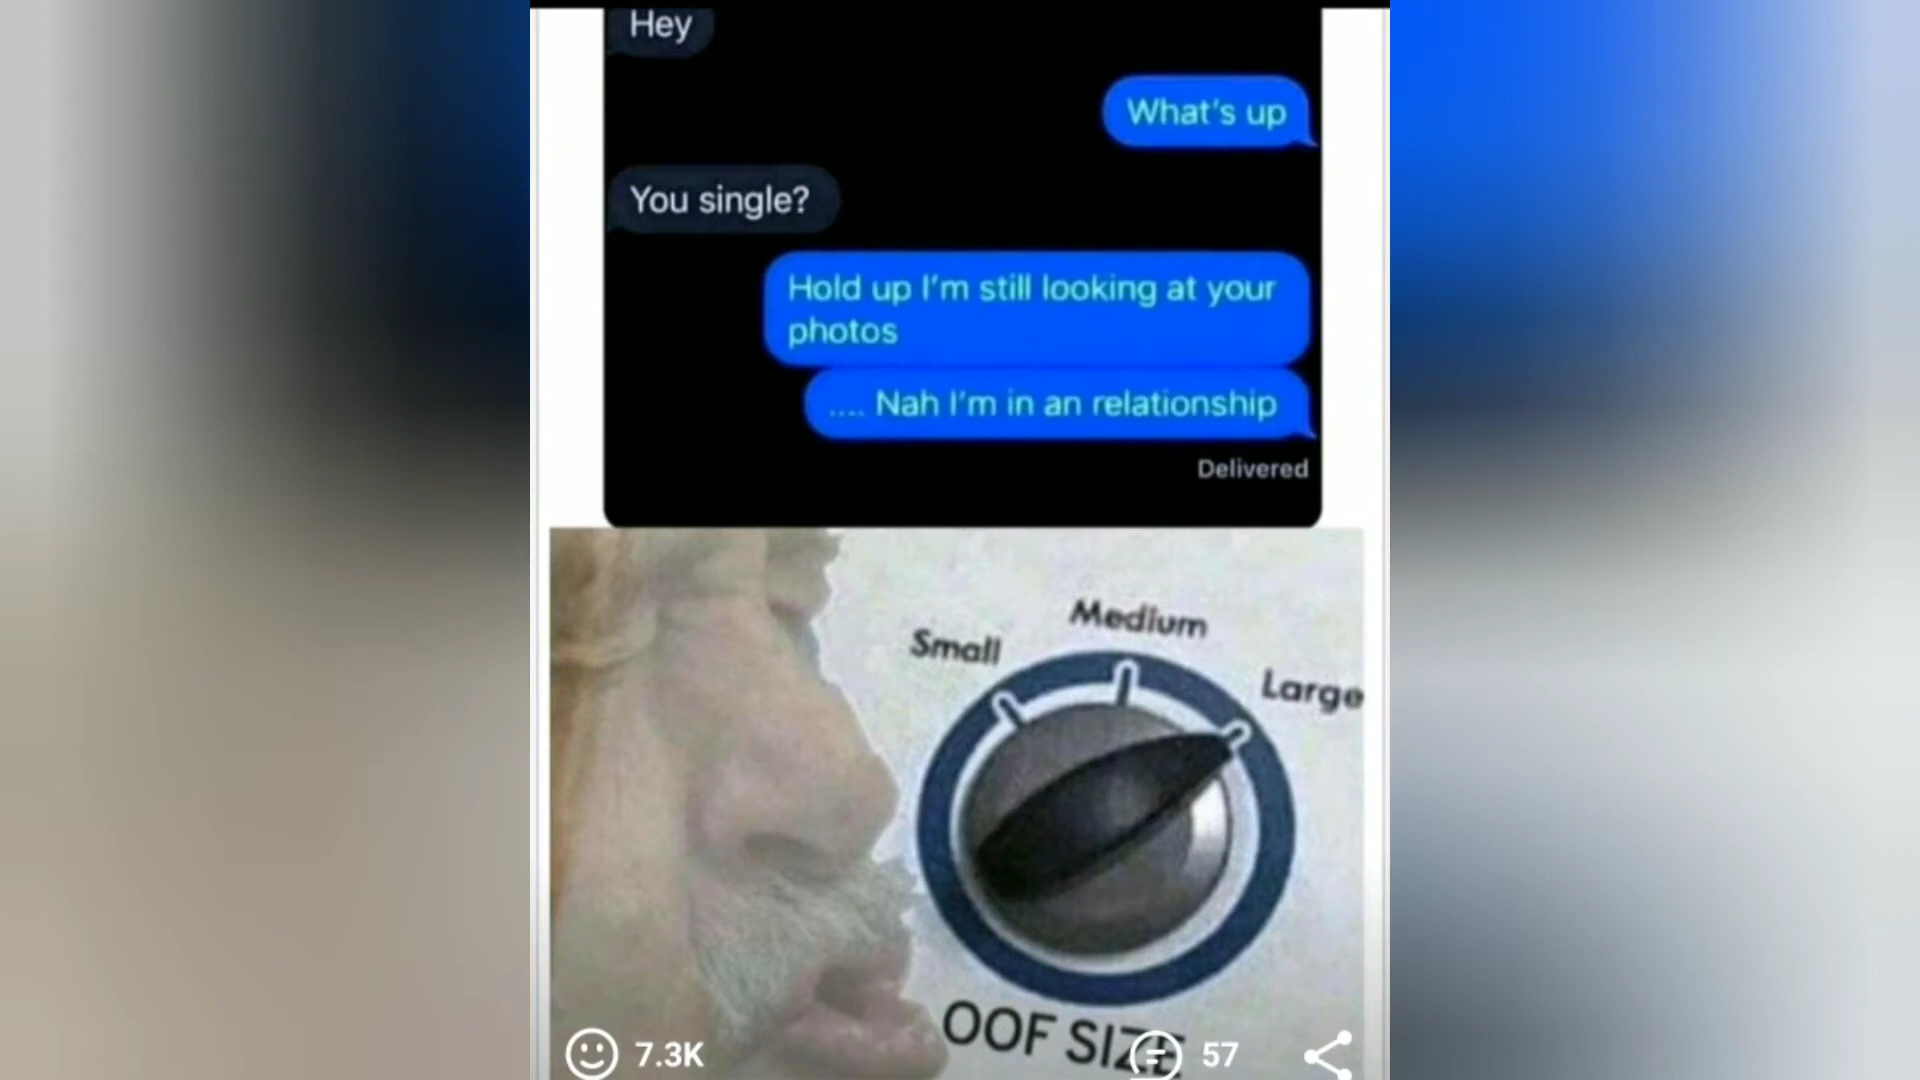 Hey
What's up
You single?
Hold up I'm still looking at your
photos
.... Nah I'm in an relationship
Delivered
Small
Medium
Large
OOF SIZE
7.3K
57